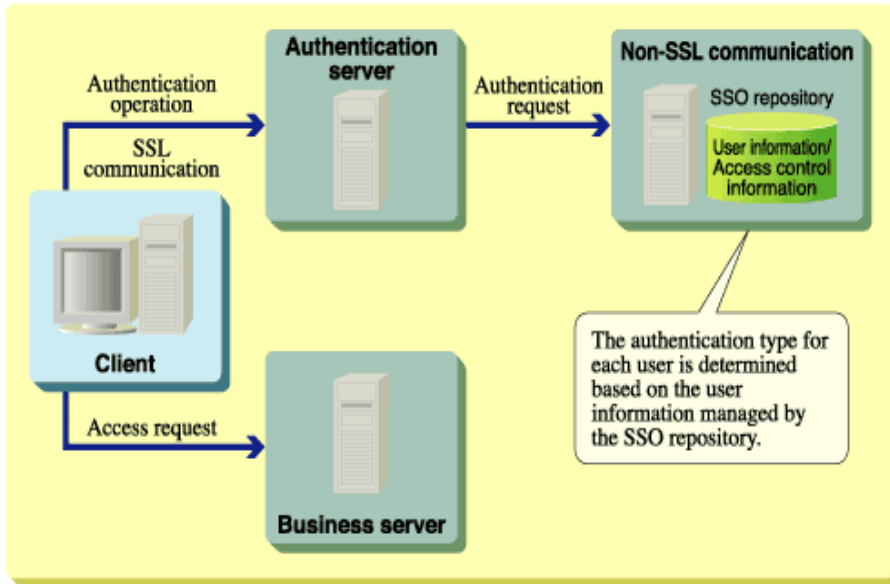 Authentication
server
Non-SSL communication
Authentication
operation
Authentication
request
SSO repository
SSL
communication
User information/
Access control
information
Client
The authentication type for
each user is determined
based on the user
information managed by
the SSO repository.
Access request
Business server